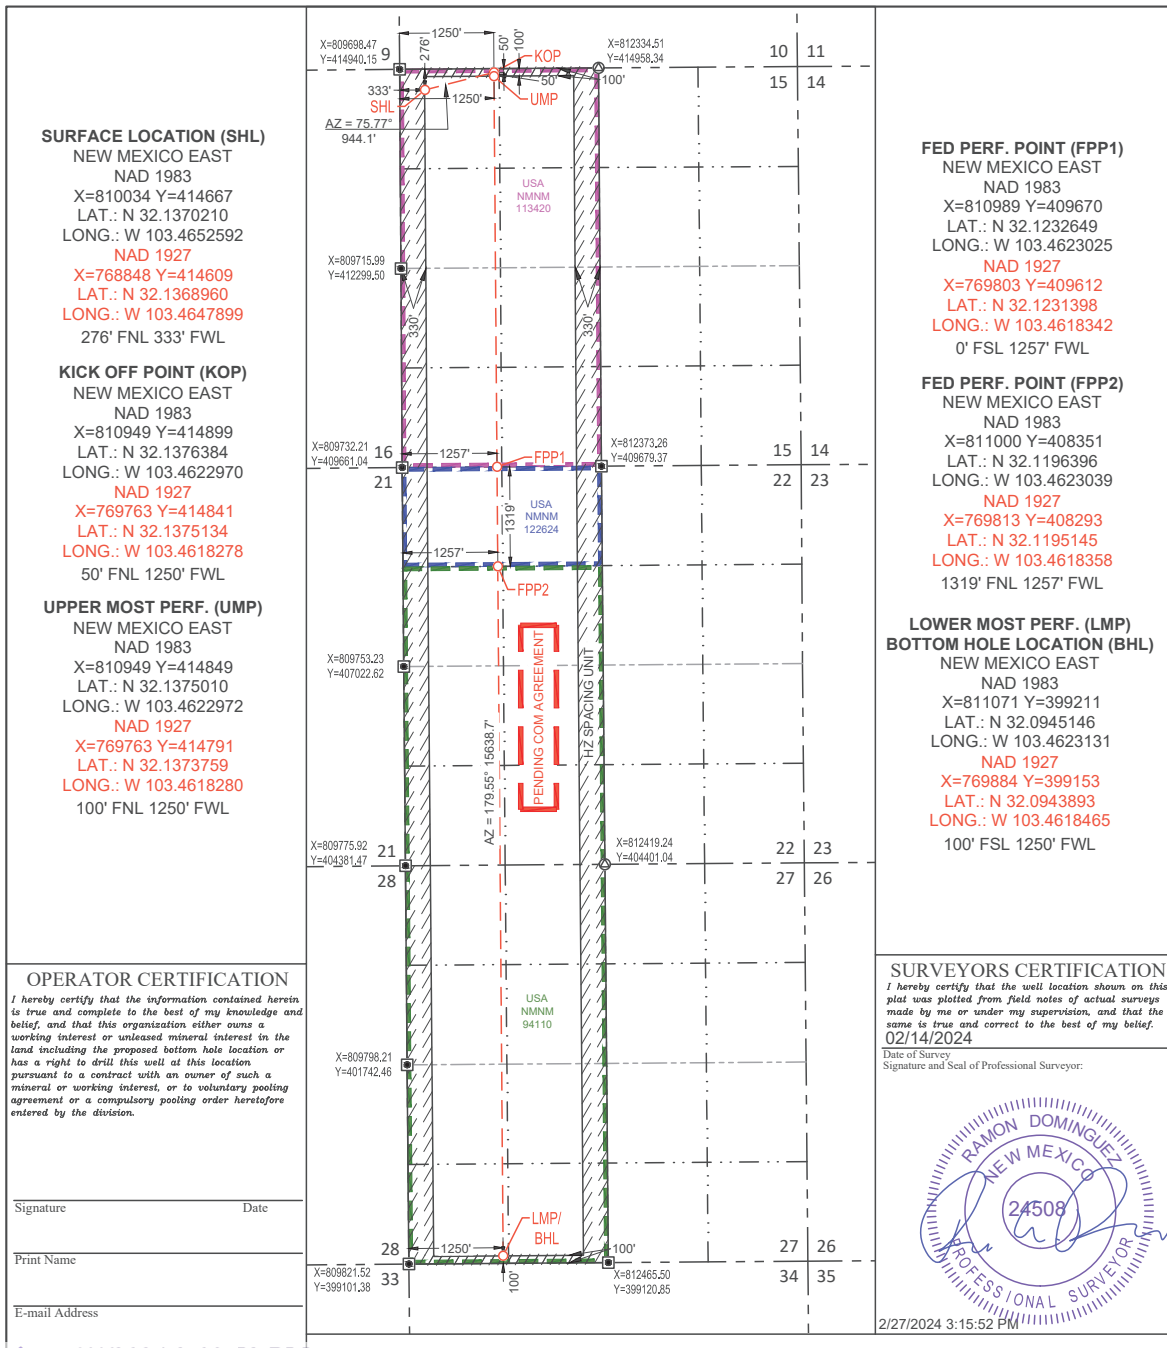 SURFACE LOCATION (SHL)
NEW MEXICO EAST
NAD 1983
X=810034 Y=414667
LAT.: N 32.1370210
LONG.: W 103.4652592
NAD 1927
X=768848 Y=414609
LAT.: N 32.1368960
LONG.: W 103.4647899
276' FNL 333' FWL
KICK OFF POINT (KOP)
NEW MEXICO EAST
NAD 1983
X=810949 Y=414899
LAT.: N 32.1376384
LONG.: W 103.4622970
NAD 1927
X=769763 Y=414841
LAT.: N 32.1375134
LONG.: W 103.4618278
50' FNL 1250' FWL
UPPER MOST PERF. (UMP)
NEW MEXICO EAST
NAD 1983
X=810949 Y=414849
LAT.: N 32.1375010
LONG.: W 103.4622972
NAD 1927
X=769763 Y=414791
LAT.: N 32.1373759
LONG.: W 103.4618280
100' FNL 1250' FWL
OPERATOR CERTIFICATION
I hereby certify that the information contained herein
is true and complete to the best of my knowledge and
belief, and that this organization either owns a
working interest or unleased mineral interest in the
land including the proposed bottom hole location or
has a right to drill this well at this location
pursuant to a contract with an owner of such a
mineral or working interest, or to voluntary pooling
agreement or a compulsory pooling order heretofore
entered by the division.
Signature Date
Print Name
E-mail Address
X=809698.47
Y=414940.15
9
1250'
276'
50'
100'
KOP
X=812334.51
Y=414958.34
10 11
15 14
333'
SHL
1250'
50'
100'
UMP
AZ = 75.77°
944.1'
USA
NMNM
113420
X=809715.99
Y=412299.50
330'
330'
X=809732.21
Y=409661.04
16
21
1257'
FPP1
X=812373.26
Y=409679.37
15 14
22 23
1319'
USA
NMNM
122624
1257'
FPP2
X=809753.23
Y=407022.62
PENDING COM AGREEMENT
HZ SPACING UNIT
AZ = 179.55° 15638.7'
X=809775.92
Y=404381.47
21
28
X=812419.24
Y=404401.04
22 23
27 26
USA
NMNM
94110
X=809798.21
Y=401742.46
28
33
1250'
LMP/
BHL
100'
100'
X=809821.52
Y=399101.38
X=812465.50
Y=399120.85
27 26
34 35
FED PERF. POINT (FPP1)
NEW MEXICO EAST
NAD 1983
X=810989 Y=409670
LAT.: N 32.1232649
LONG.: W 103.4623025
NAD 1927
X=769803 Y=409612
LAT.: N 32.1231398
LONG.: W 103.4618342
0' FSL 1257' FWL
FED PERF. POINT (FPP2)
NEW MEXICO EAST
NAD 1983
X=811000 Y=408351
LAT.: N 32.1196396
LONG.: W 103.4623039
NAD 1927
X=769813 Y=408293
LAT.: N 32.1195145
LONG.: W 103.4618358
1319' FNL 1257' FWL
LOWER MOST PERF. (LMP)
BOTTOM HOLE LOCATION (BHL)
NEW MEXICO EAST
NAD 1983
X=811071 Y=399211
LAT.: N 32.0945146
LONG.: W 103.4623131
NAD 1927
X=769884 Y=399153
LAT.: N 32.0943893
LONG.: W 103.4618465
100' FSL 1250' FWL
SURVEYORS CERTIFICATION
I hereby certify that the well location shown on this
plat was plotted from field notes of actual surveys
made by me or under my supervision, and that the
same is true and correct to the best of my belief.
02/14/2024
Date of Survey
Signature and Seal of Professional Surveyor:
RAMON DOMINGUEZ
NEW MEXICO
24508
PROFESSIONAL SURVEYOR
2/27/2024 3:15:52 PM